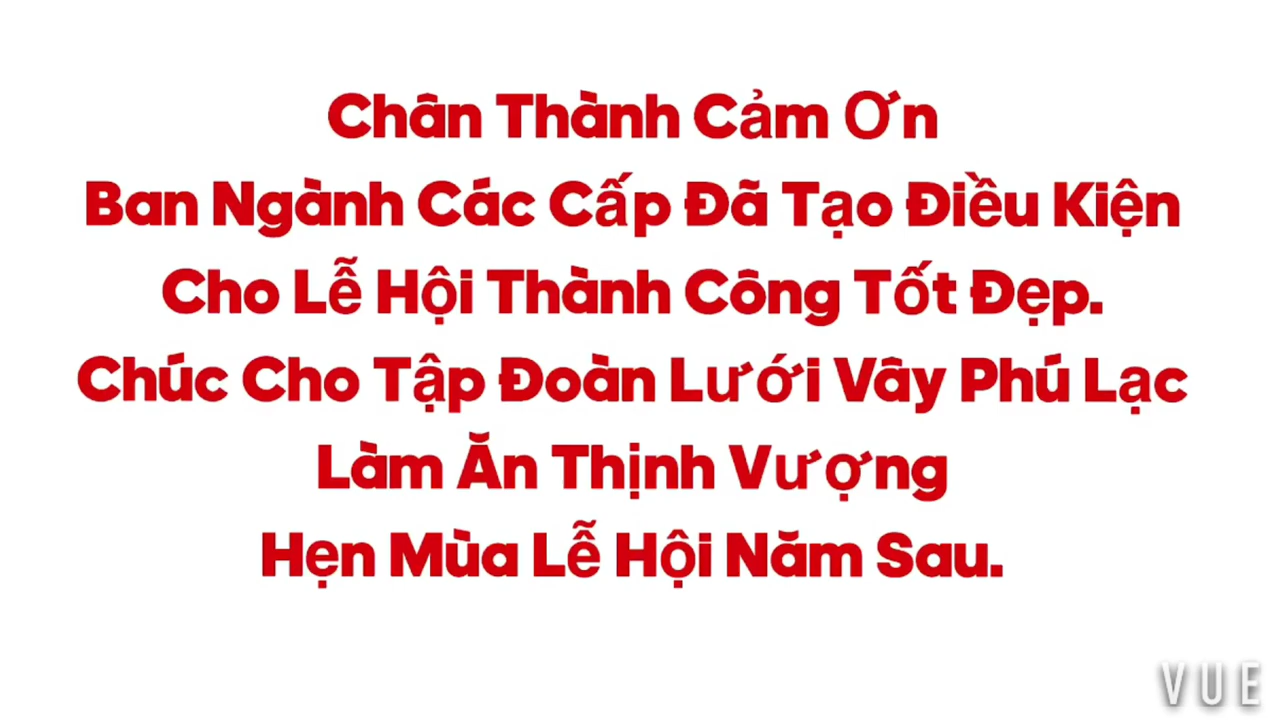 Chân Thành Cảm Ơn
Ban Ngành Các Cấp Đã Tạo Điều Kiện
Cho Lễ Hội Thành Công Tốt Đẹp.
Chúc Cho Tập Đoàn Lưới Vây Phú Lạc
Làm Ăn Thịnh Vượng
Hẹn Mùa Lễ Hội Năm Sau.
VUE